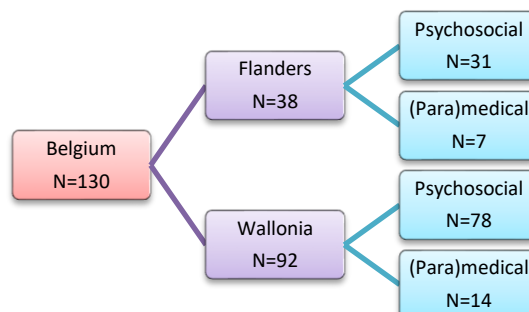 Belgium
N=130
Flanders
N=38
Wallonia
N=92
Psychosocial
N=31
(Para)medical
N=7
Psychosocial
N=78
(Para)medical
N=14